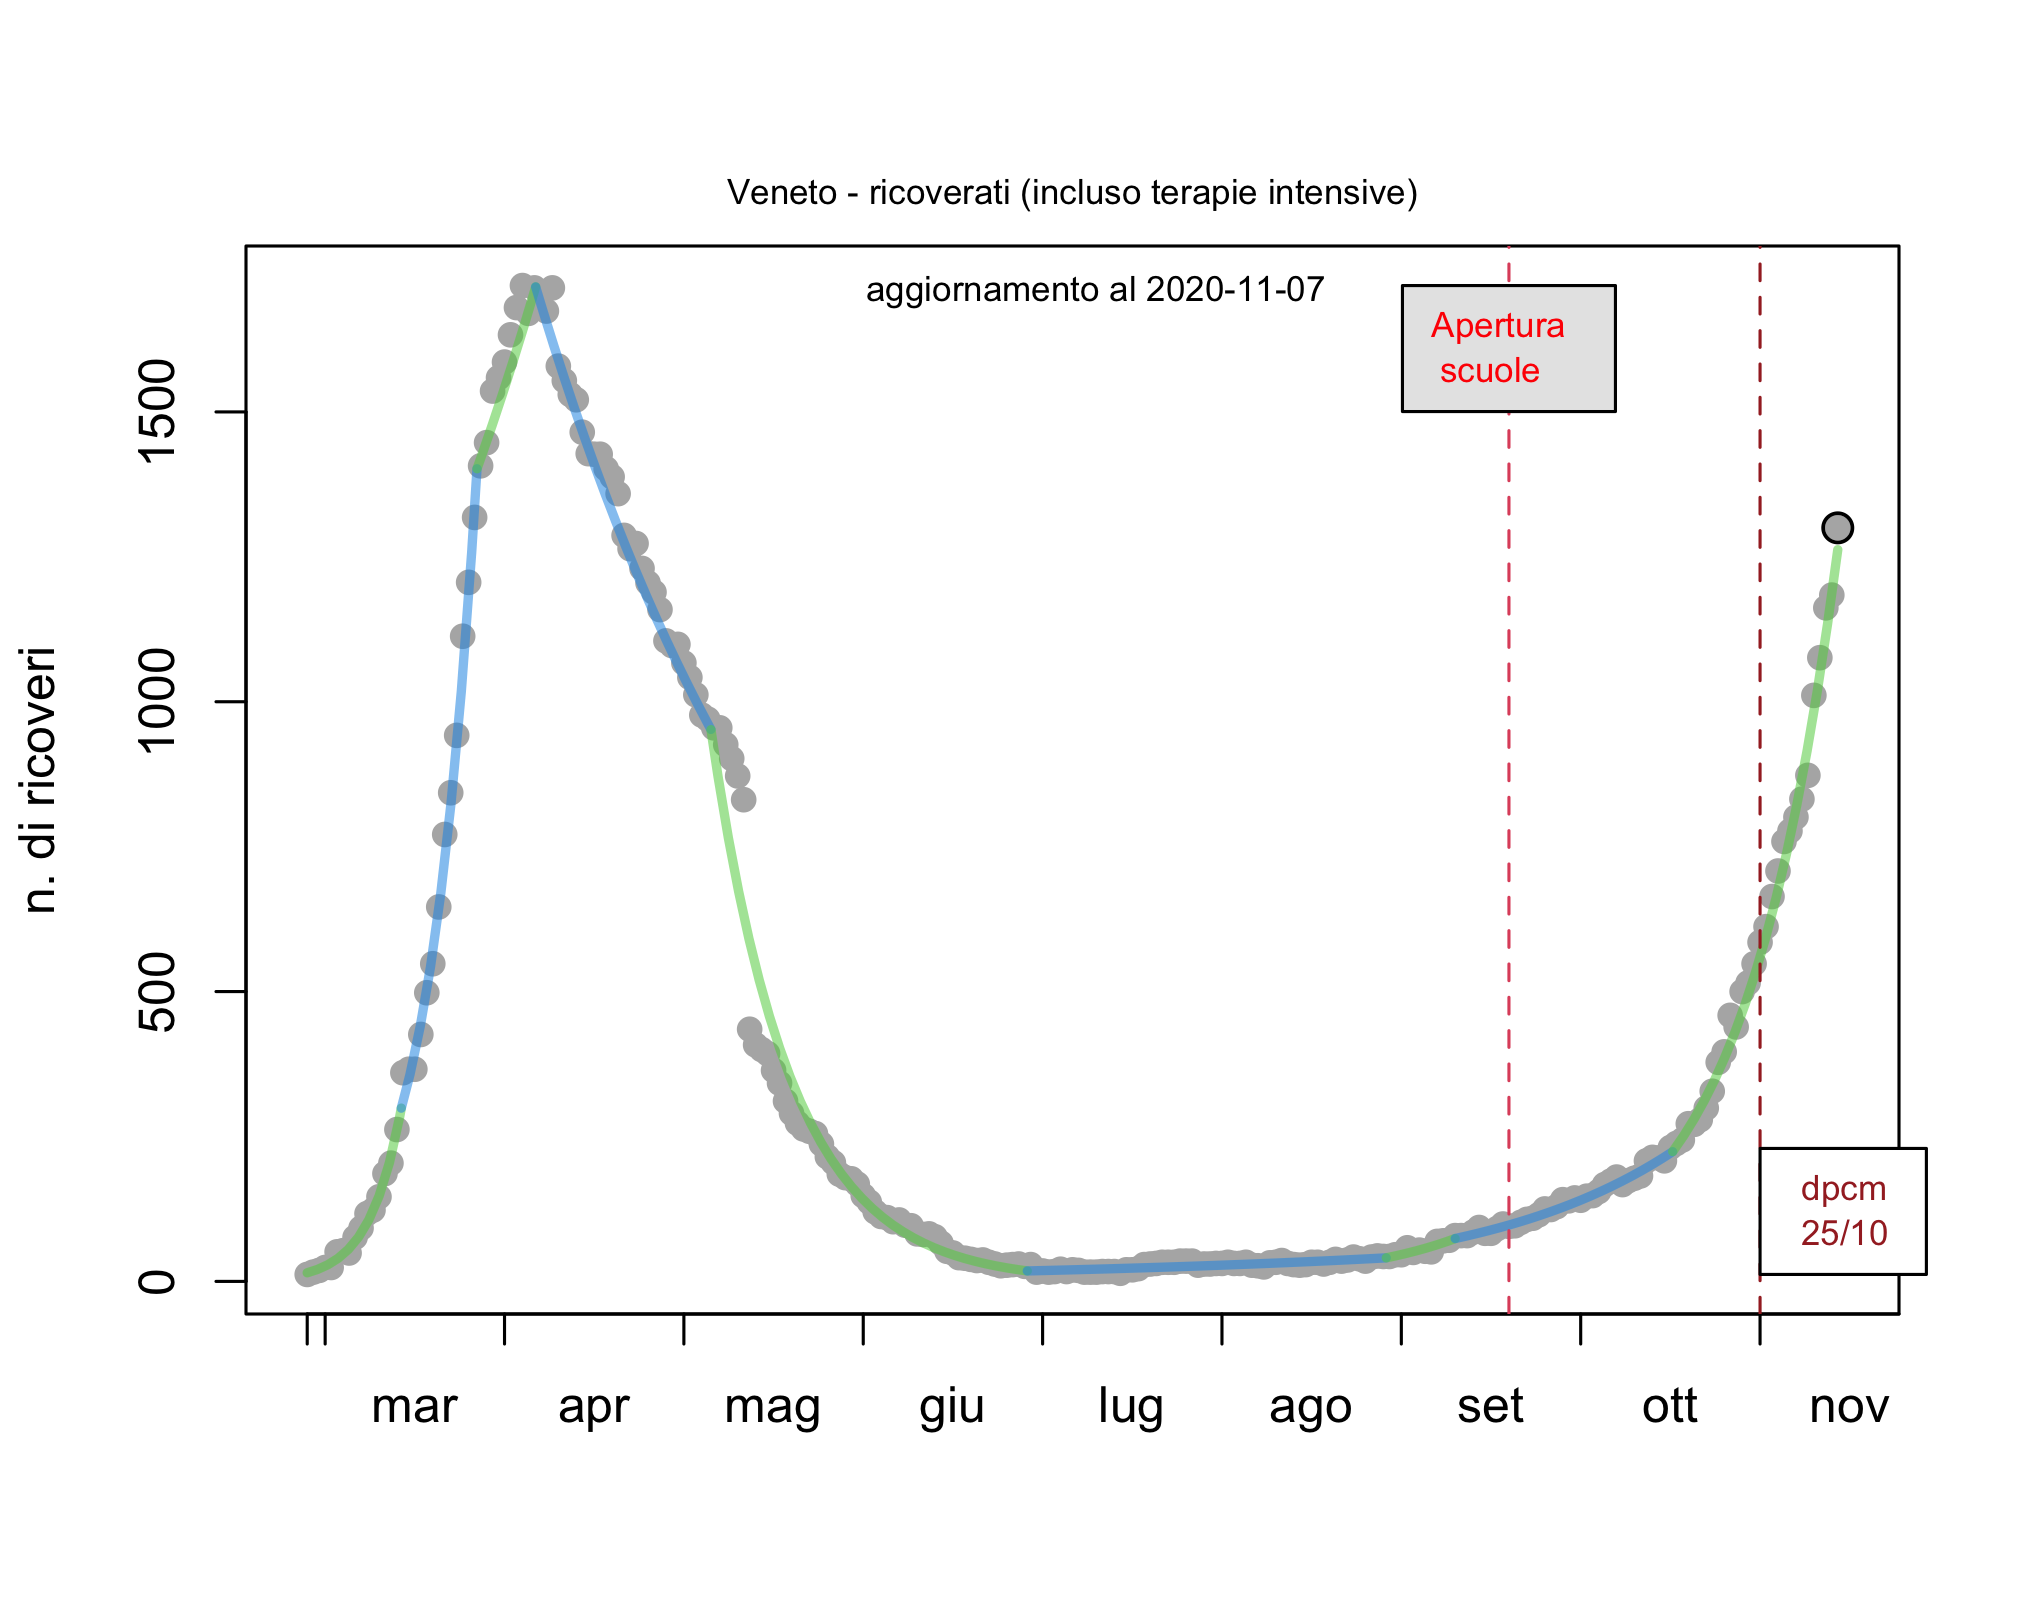 Veneto - ricoverati (incluso terapie intensive)
aggiornamento al 2020-11-07
Apertura
scuole
n. di ricoveri
1500
1000
500
0
dpcm
25/10
mar apr mag giu lug ago set ott nov